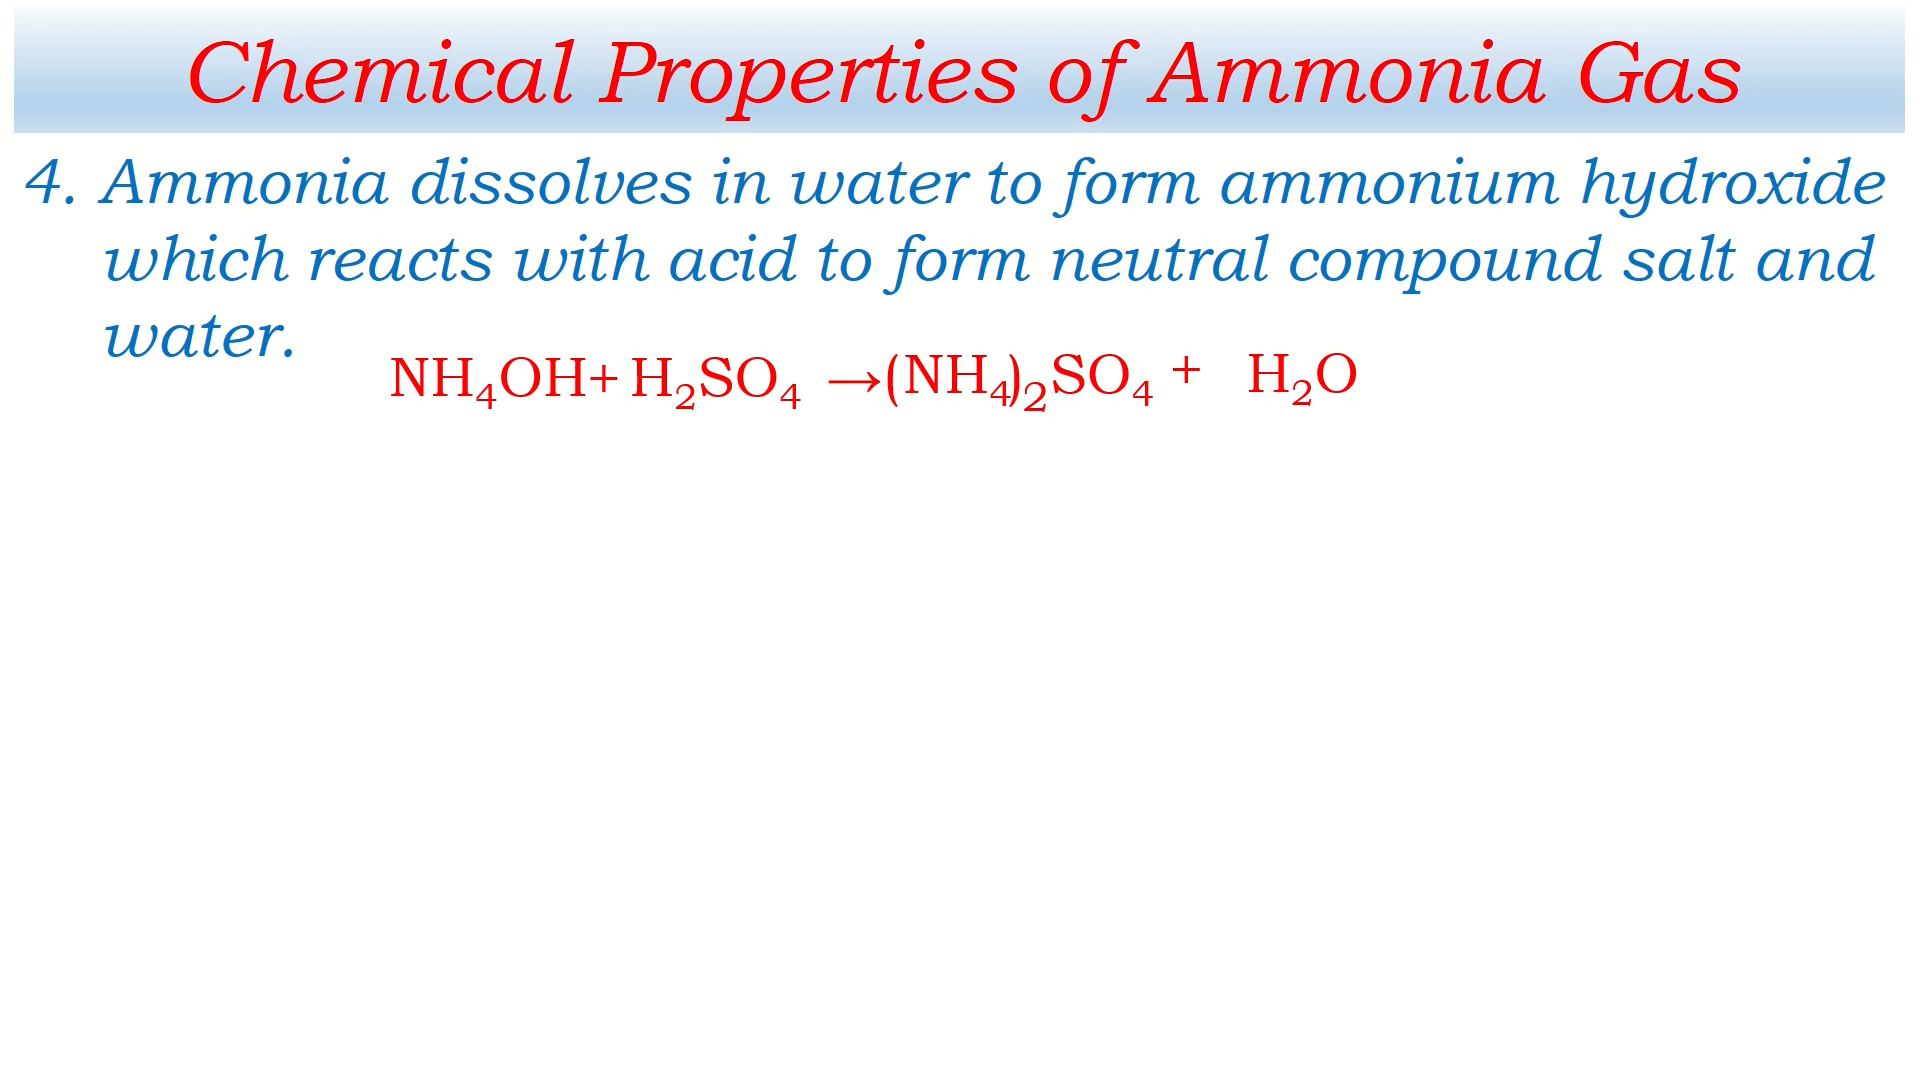 Chemical Properties of Ammonia Gas
4. Ammonia dissolves in water to form ammonium hydroxide
which reacts with acid to form neutral compound salt and
water.
NH₄OH+ H₂SO₄ →(NH₄)₂SO₄ + H₂O